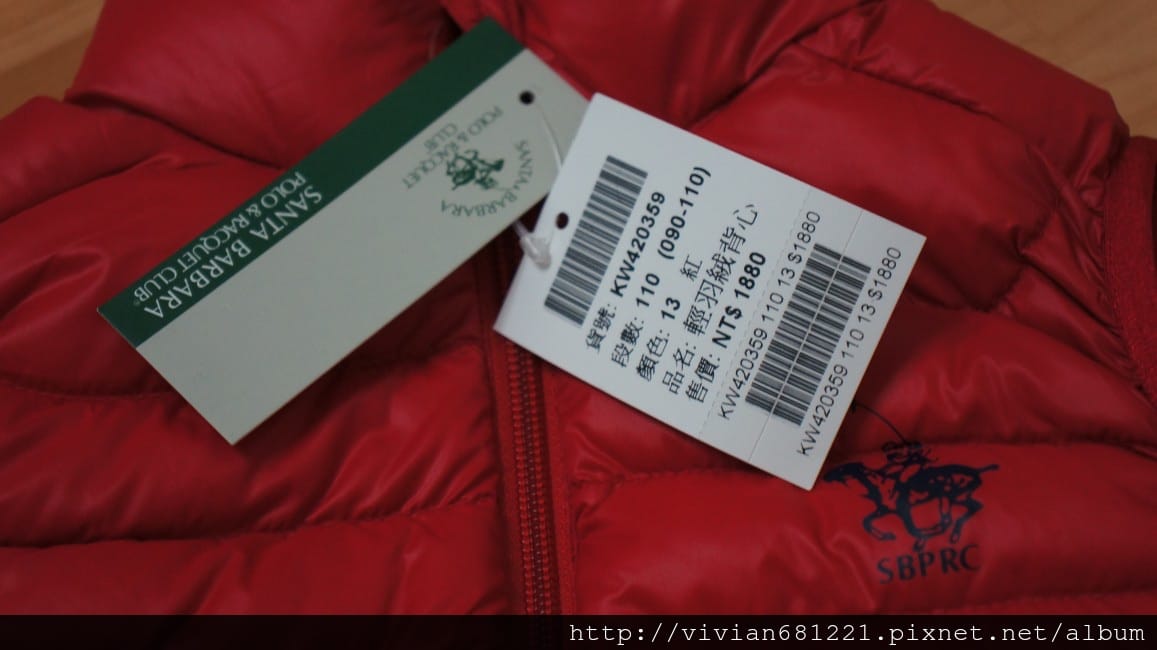 SANTA BARBARA
POLO & RACQUET CLUB
SANTA BARBARA
POLO & RACQUET
CLUB
貨號: KW420359
段數: 110 (090-110)
顏色: 13 紅
品名: 輕羽絨背心
售價: NT$ 1880
KW420359 110 13 $1880
KW420359 110 13 $1880
SBPRC
http://vivian681221.pixnet.net/album